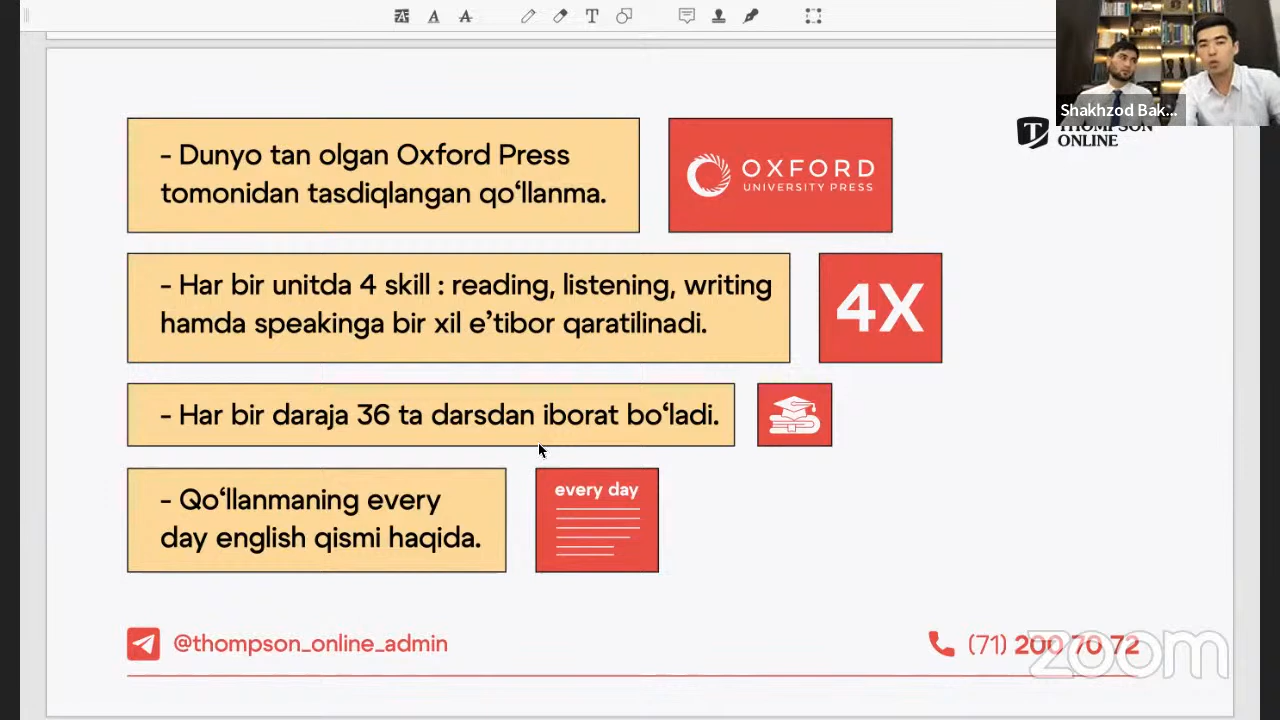 Shakhzod Bak...
THOMPSON
ONLINE
- Dunyo tan olgan Oxford Press
tomonidan tasdiqlangan qo‘llanma.
OXFORD
UNIVERSITY PRESS
- Har bir unitda 4 skill : reading, listening, writing
hamda speakinga bir xil e’tibor qaratilinadi.
4X
- Har bir daraja 36 ta darsdan iborat bo‘ladi.
- Qo‘llanmaning every
day english qismi haqida.
every day
@thompson_online_admin
(71) 200 70 72
zoom